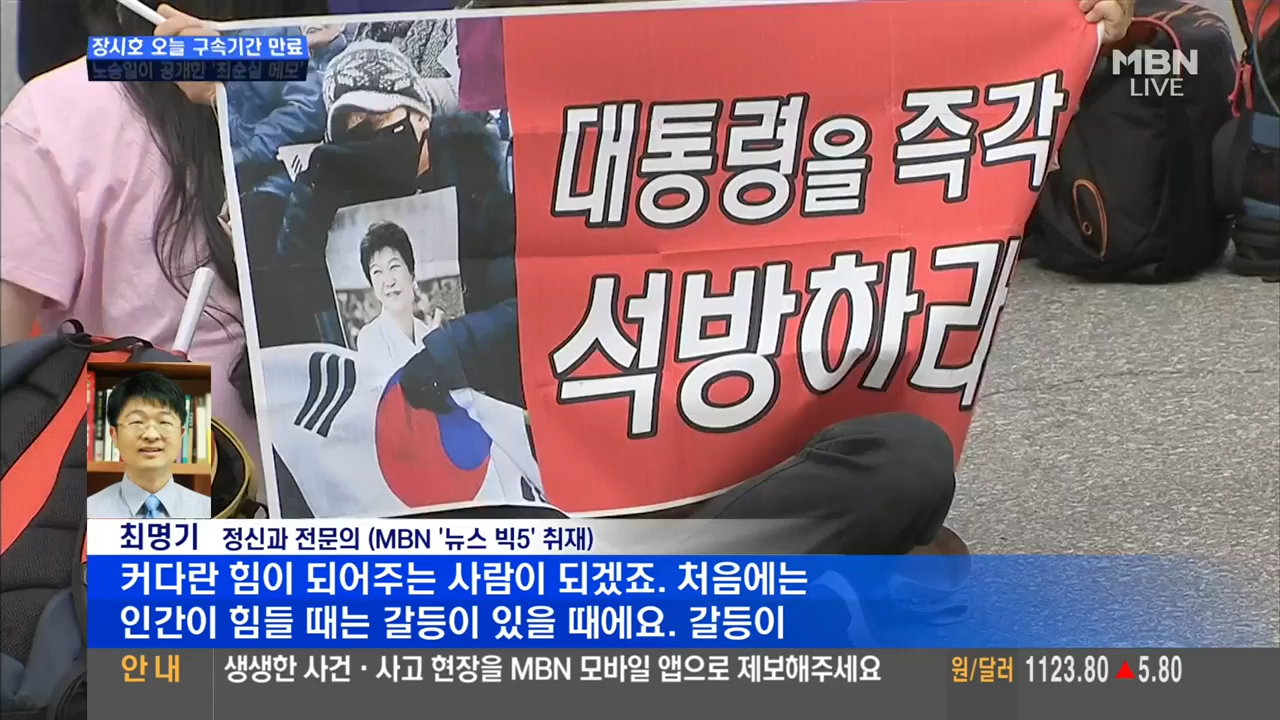 장시호 오늘 구속기간 만료
노승일이 공개한 '최순실 메모'
MBN
LIVE
대통령을 즉각
석방하라
최명기 정신과 전문의 (MBN '뉴스 빅5' 취재)
커다란 힘이 되어주는 사람이 되겠죠. 처음에는
인간이 힘들 때는 갈등이 있을 때에요. 갈등이
안내 생생한 사건·사고 현장을 MBN 모바일 앱으로 제보해주세요 원/달러 1123.80 ▲5.80